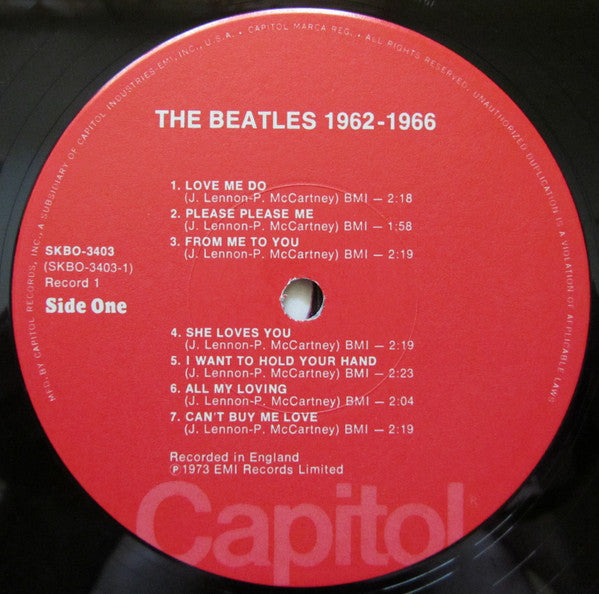 MFD. BY CAPITOL RECORDS, INC., A SUBSIDIARY OF CAPITOL INDUSTRIES-EMI, INC., U.S.A. • CAPITOL MARCA REG. • ALL RIGHTS RESERVED. UNAUTHORIZED DUPLICATION IS A VIOLATION OF APPLICABLE LAWS
THE BEATLES 1962-1966
1. LOVE ME DO
(J. Lennon-P. McCartney) BMI — 2:18
2. PLEASE PLEASE ME
(J. Lennon-P. McCartney) BMI — 1:58
3. FROM ME TO YOU
(J. Lennon-P. McCartney) BMI — 2:19
SKBO-3403
(SKBO-3403-1)
Record 1
Side One
4. SHE LOVES YOU
(J. Lennon-P. McCartney) BMI — 2:19
5. I WANT TO HOLD YOUR HAND
(J. Lennon-P. McCartney) BMI — 2:23
6. ALL MY LOVING
(J. Lennon-P. McCartney) BMI — 2:04
7. CAN'T BUY ME LOVE
(J. Lennon-P. McCartney) BMI — 2:19
Recorded in England
℗ 1973 EMI Records Limited
Capitol®